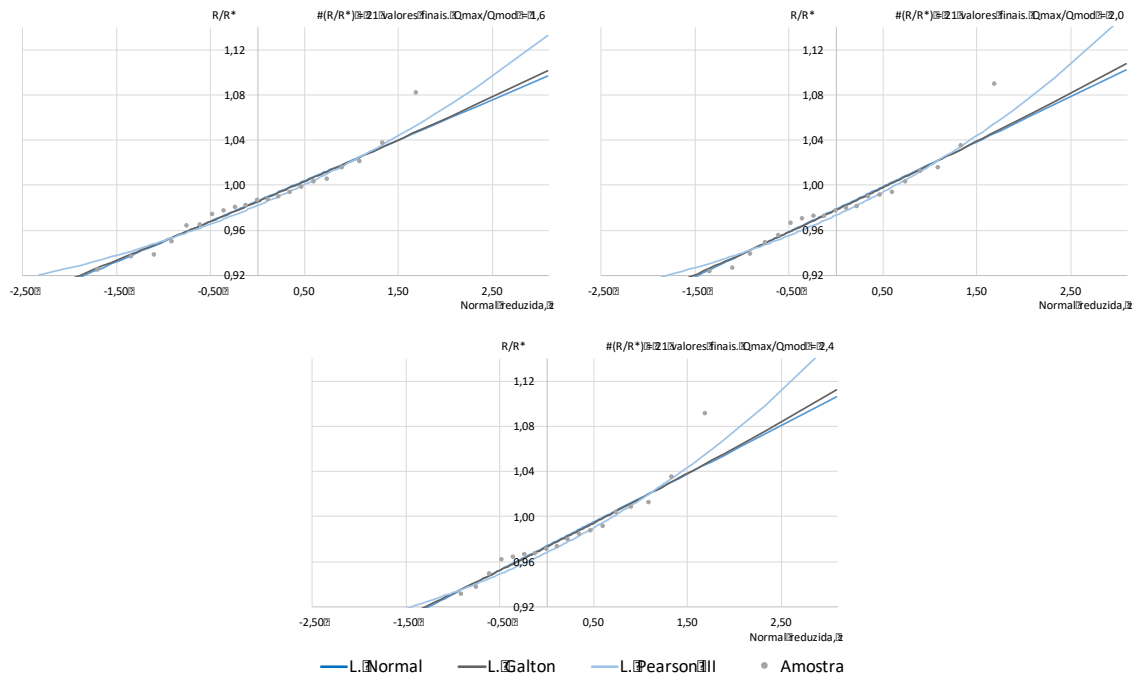 R/R*
#(R/R*) = 21 valores finais. Qmax/Qmod = 1,6
1,12
1,08
1,04
1,00
0,96
0,92
-2,50 -1,50 -0,50 0,50 1,50 2,50
Normal reduzida, z
R/R*
#(R/R*) = 21 valores finais. Qmax/Qmod = 2,0
1,12
1,08
1,04
1,00
0,96
0,92
-2,50 -1,50 -0,50 0,50 1,50 2,50
Normal reduzida, z
R/R*
#(R/R*) = 21 valores finais. Qmax/Qmod = 2,4
1,12
1,08
1,04
1,00
0,96
0,92
-2,50 -1,50 -0,50 0,50 1,50 2,50
Normal reduzida, z
L. Normal L. Galton L. Pearson III Amostra